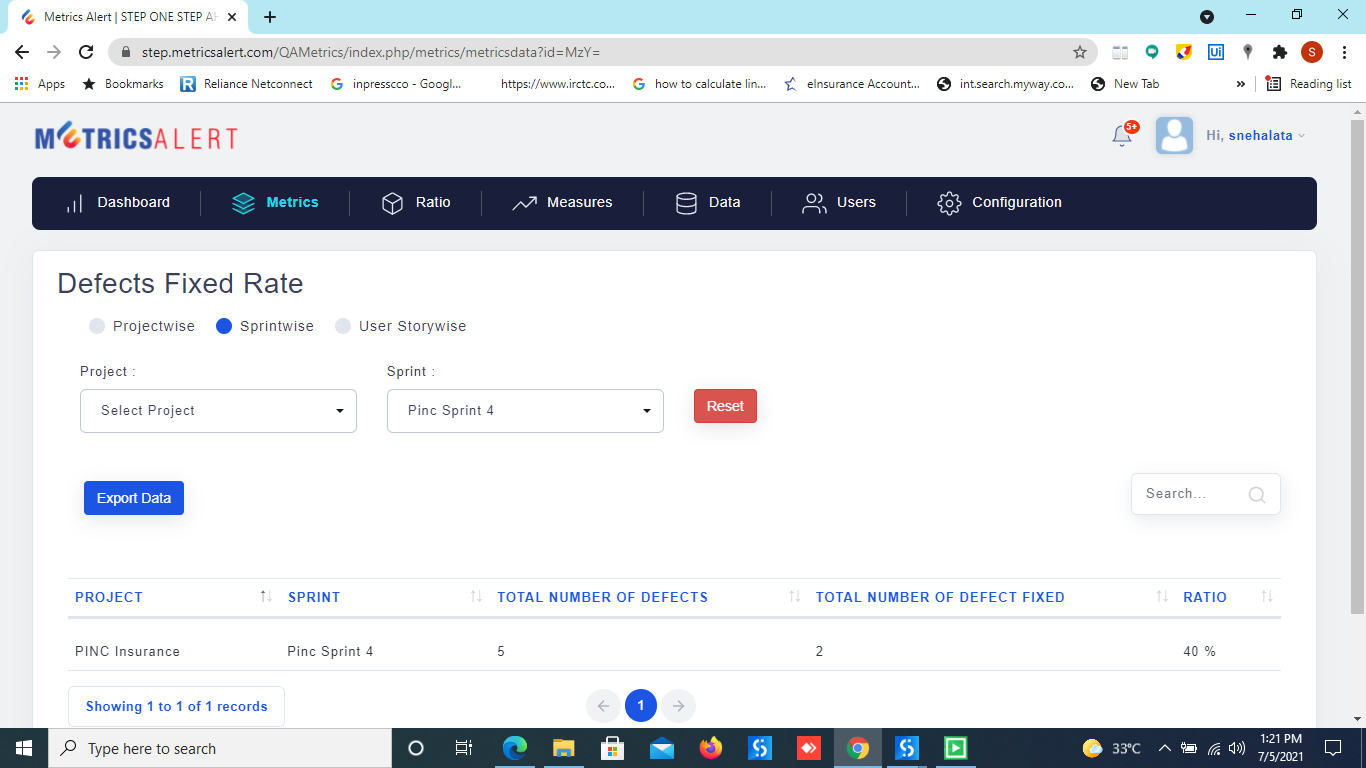 Metrics Alert | STEP ONE STEP AH
step.metricsalert.com/QAMetrics/index.php/metrics/metricsdata?id=MzY=
S
Apps Bookmarks R Reliance Netconnect inpresscco - Googl... https://www.irctc.co... how to calculate lin... eInsurance Account... int.search.myway.co... New Tab » Reading list
METRICSALERT 5+ Hi, snehalata
Dashboard Metrics Ratio Measures Data Users Configuration
Defects Fixed Rate
Projectwise Sprintwise User Storywise
Project : Sprint :
Select Project Pinc Sprint 4 Reset
Export Data Search...
PROJECT SPRINT TOTAL NUMBER OF DEFECTS TOTAL NUMBER OF DEFECT FIXED RATIO
PINC Insurance Pinc Sprint 4 5 2 40 %
Showing 1 to 1 of 1 records 1
Type here to search 33°C 1:21 PM
7/5/2021